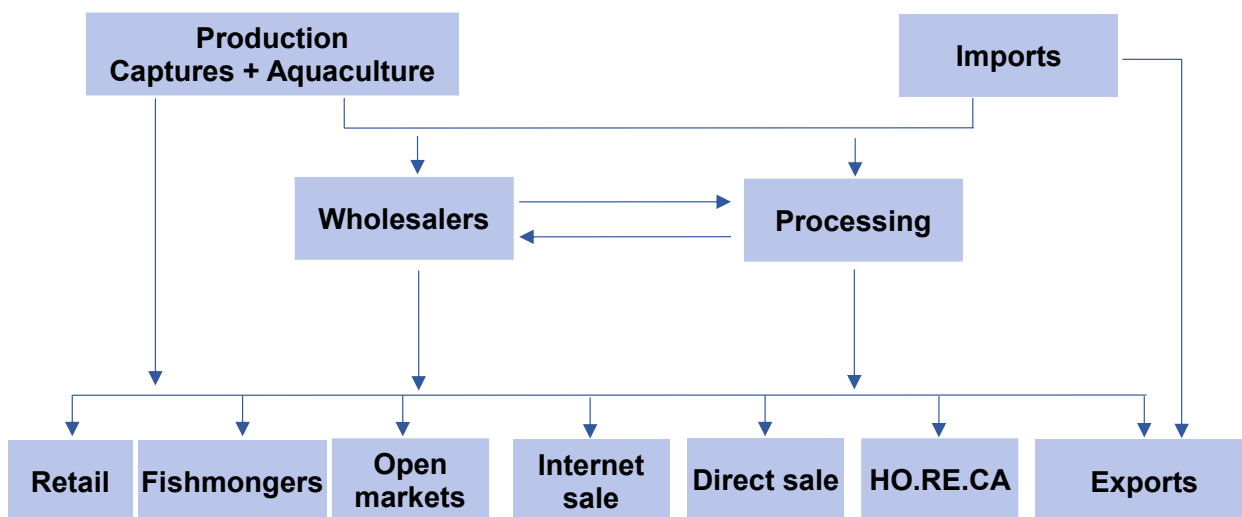 Production
Captures + Aquaculture
Imports
Wholesalers
Processing
Retail
Fishmongers
Open
markets
Internet
sale
Direct sale
HO.RE.CA
Exports